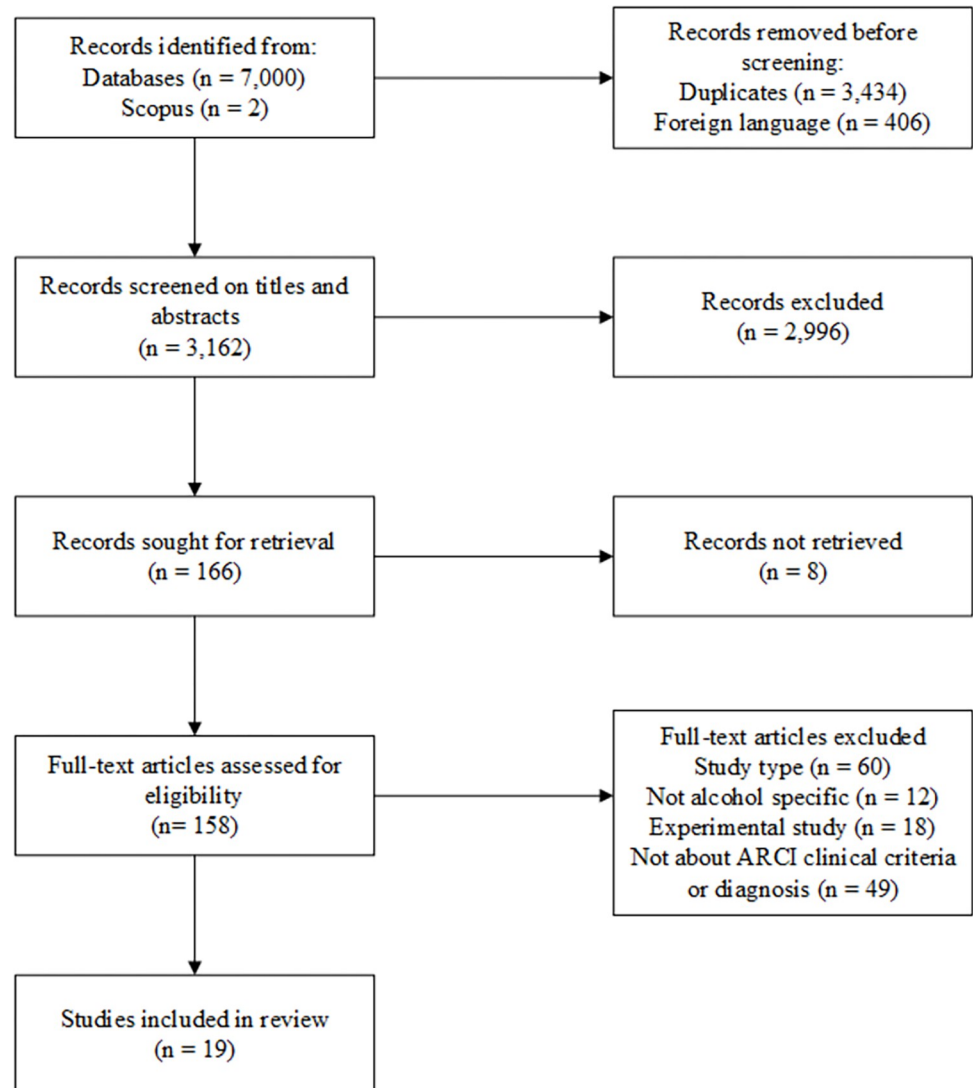 Records identified from:
Databases (n = 7,000)
Scopus (n = 2)
Records removed before
screening:
Duplicates (n = 3,434)
Foreign language (n = 406)
Records screened on titles and
abstracts
(n = 3,162)
Records excluded
(n = 2,996)
Records sought for retrieval
(n = 166)
Records not retrieved
(n = 8)
Full-text articles assessed for
eligibility
(n= 158)
Full-text articles excluded
Study type (n = 60)
Not alcohol specific (n = 12)
Experimental study (n = 18)
Not about ARCI clinical criteria
or diagnosis (n = 49)
Studies included in review
(n = 19)